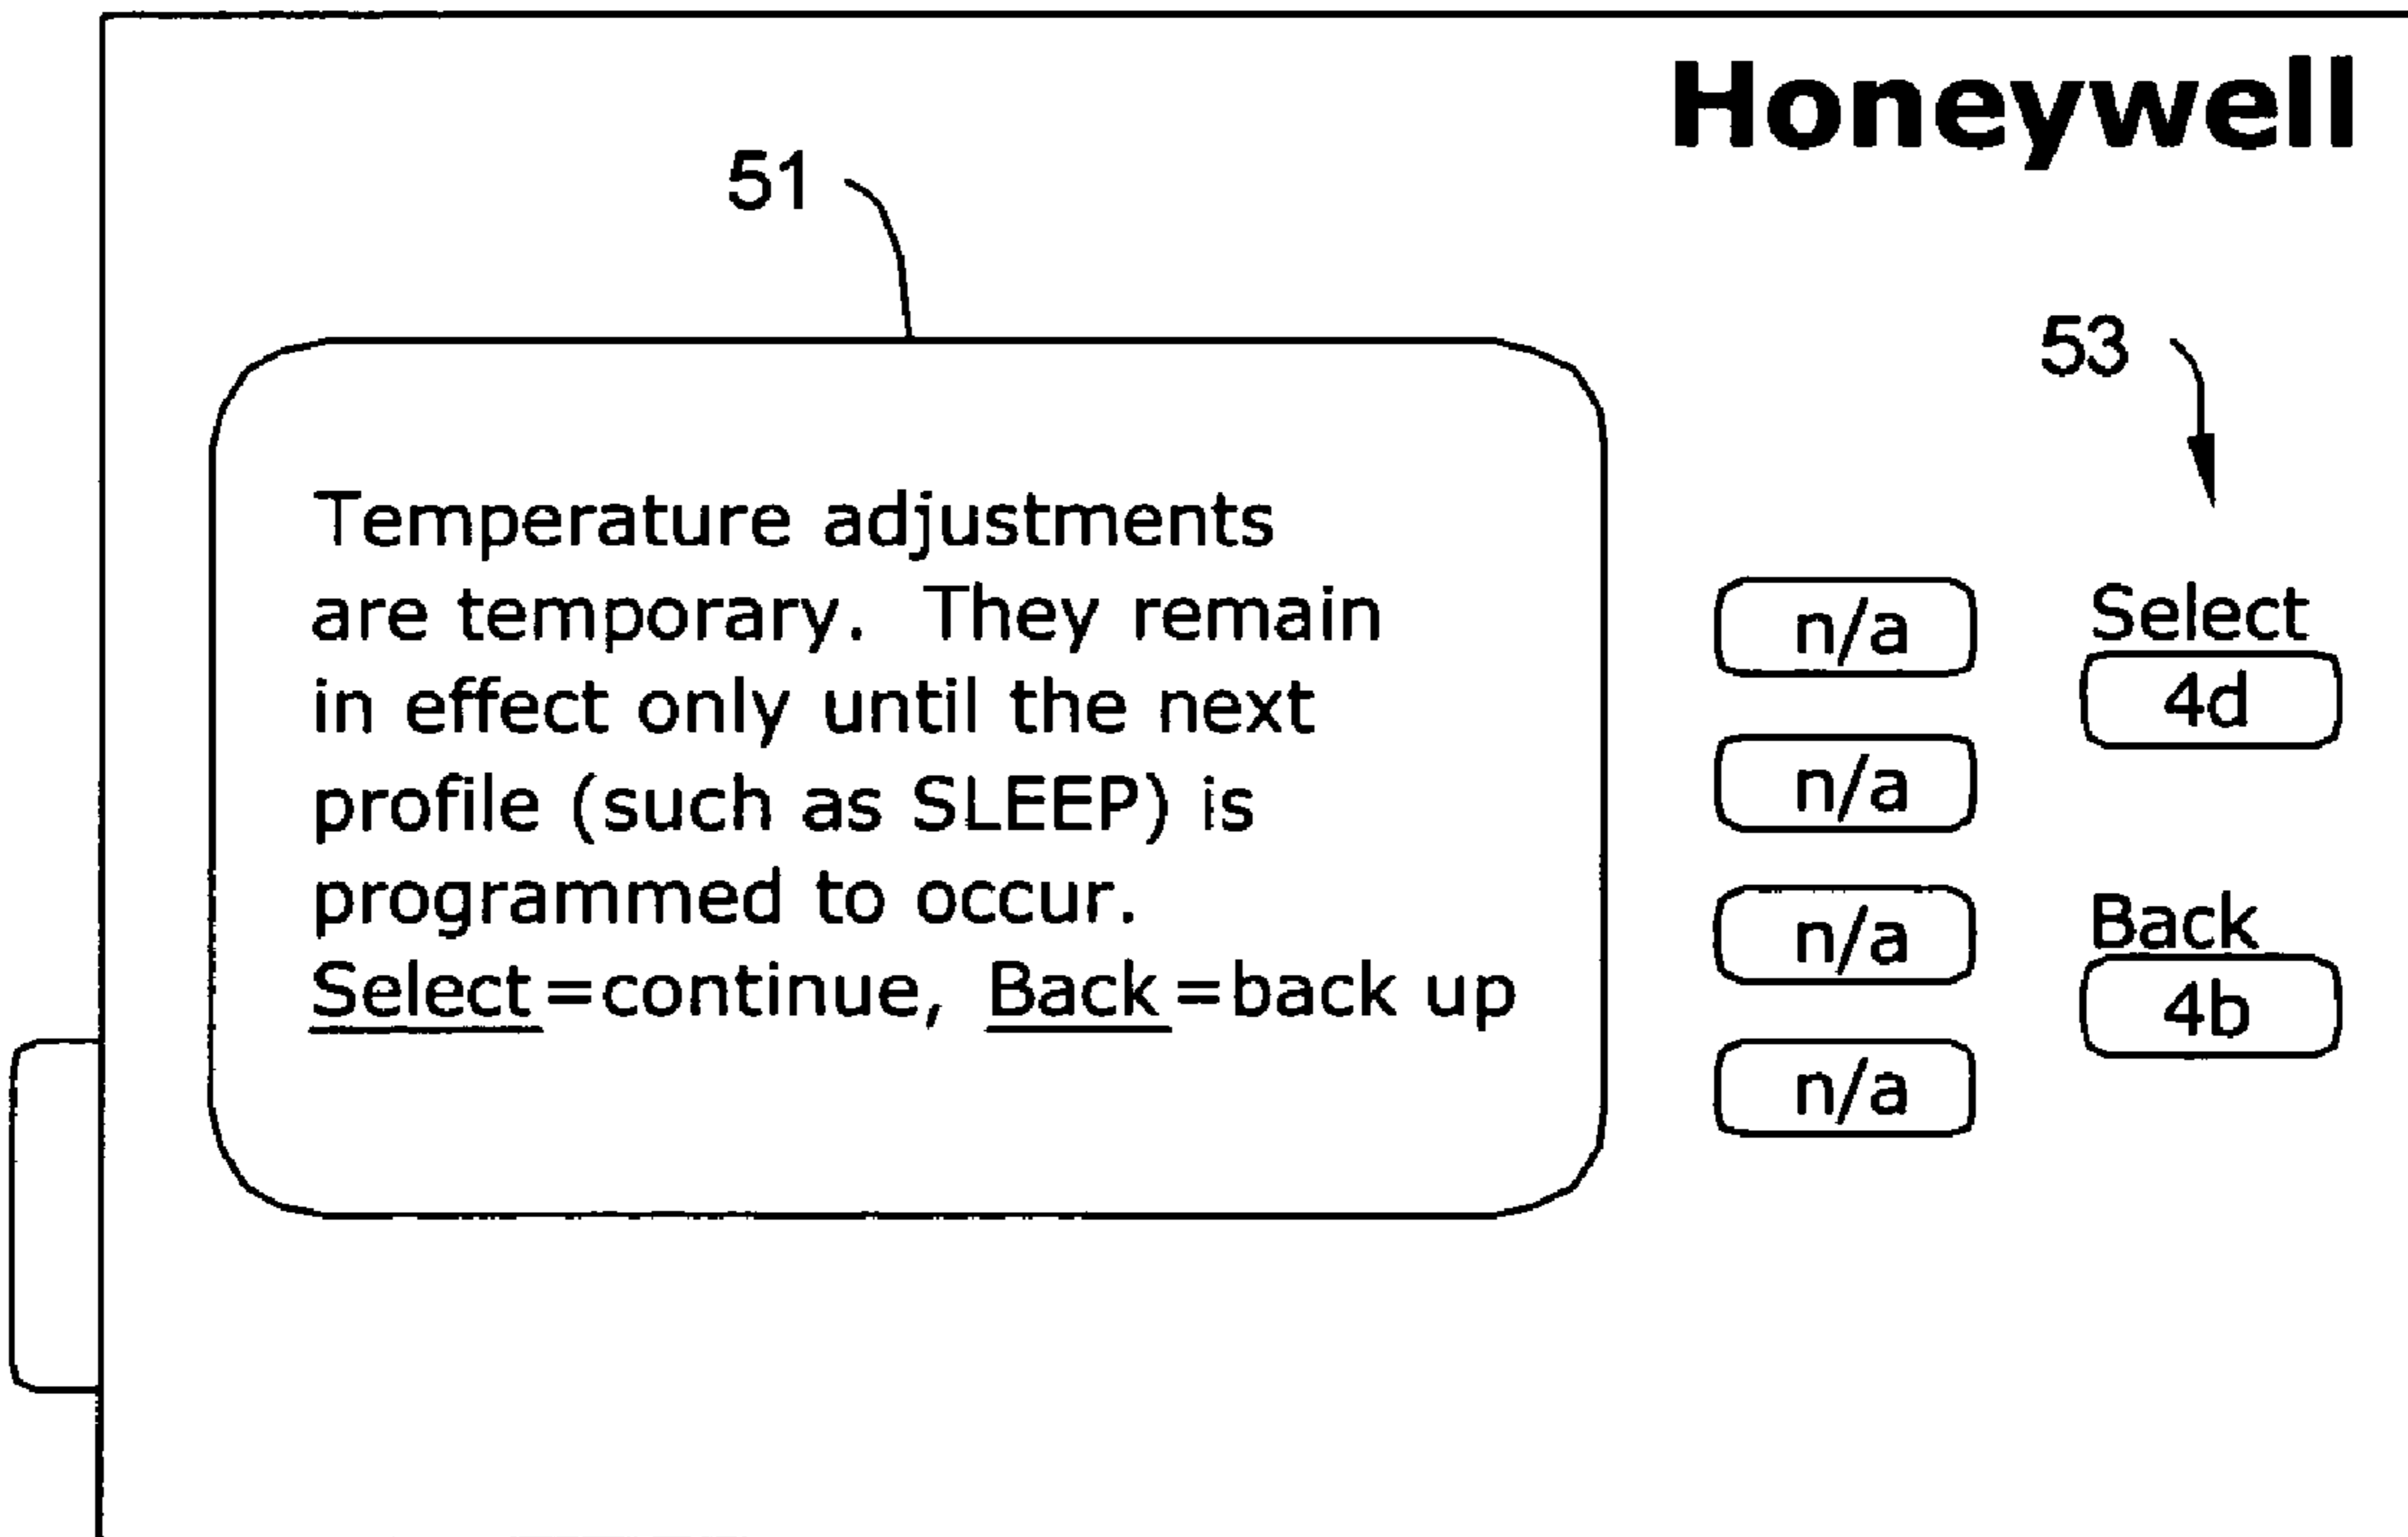 Honeywell
51
53
Temperature adjustments
are temporary. They remain
in effect only until the next
profile (such as SLEEP) is
programmed to occur.
Select=continue, Back=back up
n/a
n/a
n/a
n/a
Select
4d
Back
4b